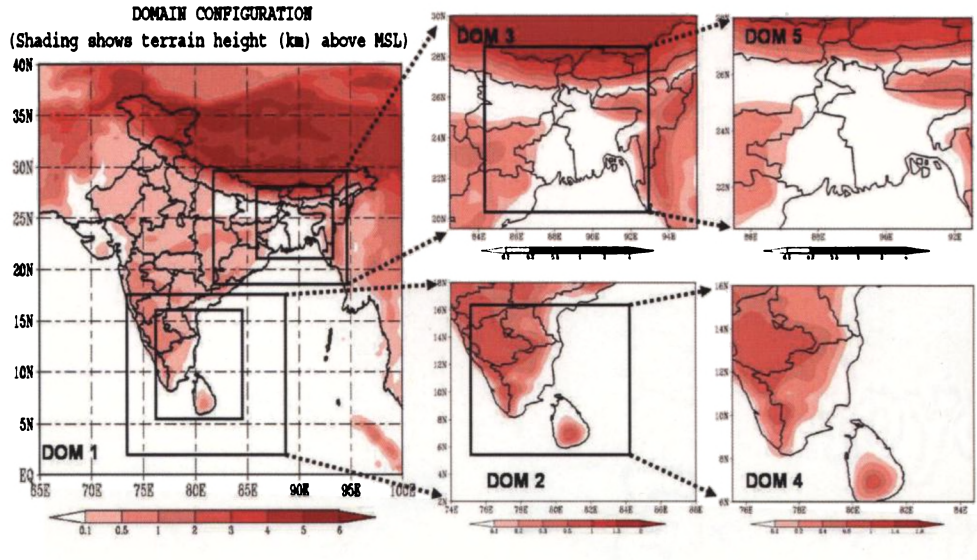 DOMAIN CONFIGURATION
(Shading shows terrain height (km) above MSL)
40N
35N
30N
25N
20N
15N
10N
5N
EQ
65E 70E 75E 80E 85E 90E 95E 100E
DOM 1
0.1 0.5 1 2 3 4 5 6
DOM 3
30N
28N
26N
24N
22N
20N
84E 86E 88E 90E 92E 94E
DOM 5
DOM 2
16N
14N
12N
10N
8N
6N
74E 76E 78E 80E 82E 84E 86E 88E
DOM 4
16N
14N
12N
10N
8N
6N
76E 78E 80E 82E 84E